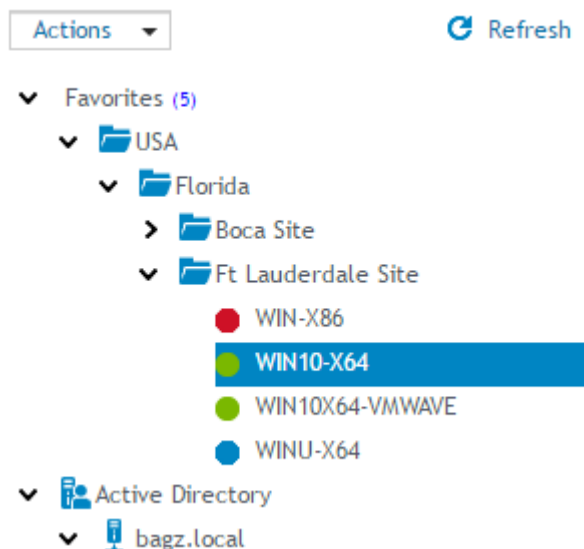 Actions Refresh
Favorites (5)
USA
Florida
Boca Site
Ft Lauderdale Site
WIN-X86
WIN10-X64
WIN10X64-VMWAVE
WINU-X64
Active Directory
bagz.local